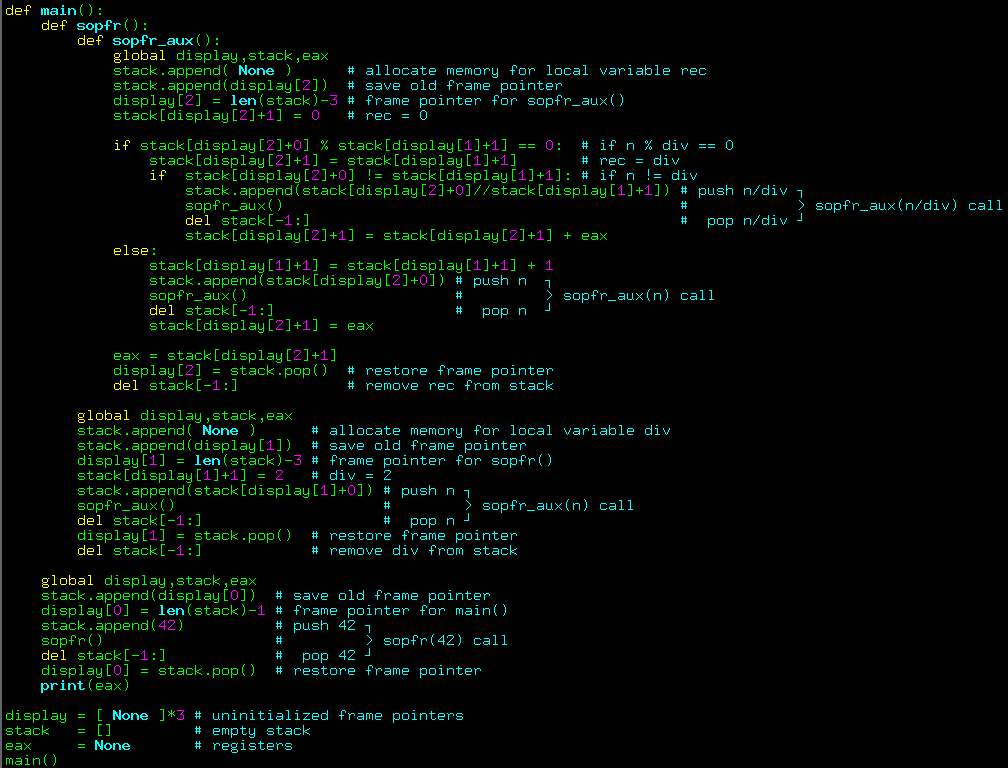 def main():
    def sopfr():
        def sopfr_aux():
            global display,stack,eax
            stack.append( None )      # allocate memory for local variable rec
            stack.append(display[2])  # save old frame pointer
            display[2] = len(stack)-3 # frame pointer for sopfr_aux()
            stack[display[2]+1] = 0   # rec = 0

            if stack[display[2]+0] % stack[display[1]+1] == 0:  # if n % div == 0
                stack[display[2]+1] = stack[display[1]+1]       # rec = div
                if  stack[display[2]+0] != stack[display[1]+1]: # if n != div
                    stack.append(stack[display[2]+0]//stack[display[1]+1]) # push n/div ┐
                    sopfr_aux()                                            #            > sopfr_aux(n/div) call
                    del stack[-1:]                                         #  pop n/div ┘
                    stack[display[2]+1] = stack[display[2]+1] + eax
            else:
                stack[display[1]+1] = stack[display[1]+1] + 1
                stack.append(stack[display[2]+0]) # push n  ┐
                sopfr_aux()                       #         > sopfr_aux(n) call
                del stack[-1:]                    #  pop n  ┘
                stack[display[2]+1] = eax

            eax = stack[display[2]+1]
            display[2] = stack.pop()  # restore frame pointer
            del stack[-1:]            # remove rec from stack

        global display,stack,eax
        stack.append( None )      # allocate memory for local variable div
        stack.append(display[1])  # save old frame pointer
        display[1] = len(stack)-3 # frame pointer for sopfr()
        stack[display[1]+1] = 2   # div = 2
        stack.append(stack[display[1]+0]) # push n ┐
        sopfr_aux()                       #        > sopfr_aux(n) call
        del stack[-1:]                    #  pop n ┘
        display[1] = stack.pop()  # restore frame pointer
        del stack[-1:]            # remove div from stack

    global display,stack,eax
    stack.append(display[0])  # save old frame pointer
    display[0] = len(stack)-1 # frame pointer for main()
    stack.append(42)          # push 42 ┐
    sopfr()                   #         > sopfr(42) call
    del stack[-1:]            #  pop 42 ┘
    display[0] = stack.pop()  # restore frame pointer
    print(eax)

display = [ None ]*3 # uninitialized frame pointers
stack   = []         # empty stack
eax     = None       # registers
main()